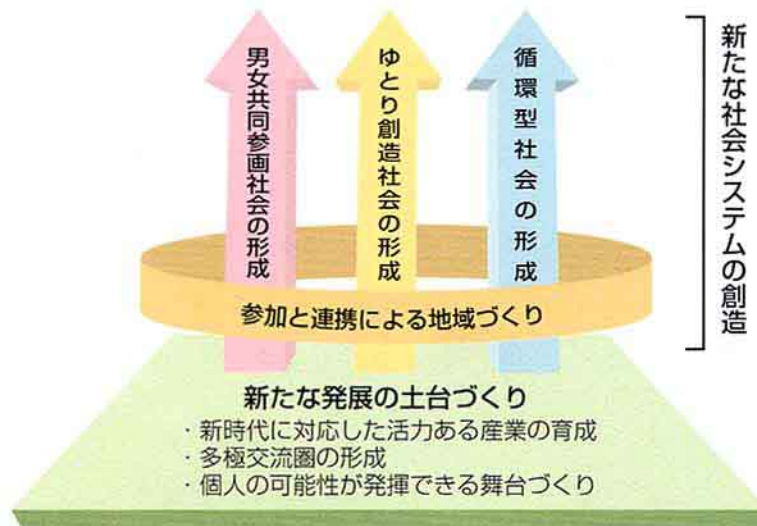 新たな社会システムの創造
男女共同参画社会の形成
ゆとり創造社会の形成
循環型社会の形成
参加と連携による地域づくり
新たな発展の土台づくり
・新時代に対応した活力ある産業の育成
・多極交流圏の形成
・個人の可能性が発揮できる舞台づくり